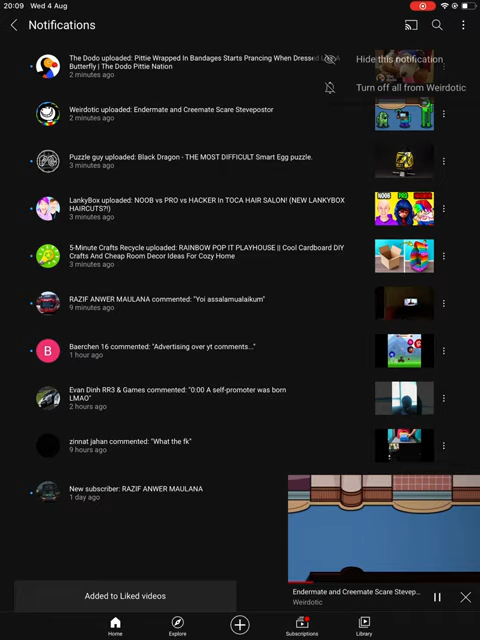 20:09 Wed 4 Aug
Notifications
The Dodo uploaded: Pittie Wrapped In Bandages Starts Prancing When Dressed
Butterfly | The Dodo Pittie Nation
2 minutes ago
Hide this notification
Turn off all from Weirdotic
Weirdotic uploaded: Endermate and Creemate Scare Stevepostor
2 minutes ago
Puzzle guy uploaded: Black Dragon - THE MOST DIFFICULT Smart Egg puzzle.
3 minutes ago
LankyBox uploaded: NOOB vs PRO vs HACKER In TOCA HAIR SALON! (NEW LANKYBOX
HAIRCUTS?!)
3 minutes ago
5-Minute Crafts Recycle uploaded: RAINBOW POP IT PLAYHOUSE || Cool Cardboard DIY
Crafts And Cheap Room Decor Ideas For Cozy Home
3 minutes ago
RAZIF ANWER MAULANA commented: "Yoi assalamualaikum"
9 minutes ago
B
Baerchen 16 commented: "Advertising over yt comments..."
1 hour ago
Evan Dinh RR3 & Games commented: "0:00 A self-promoter was born
LMAO"
2 hours ago
zinnat jahan commented: "What the fk"
9 hours ago
New subscriber: RAZIF ANWER MAULANA
1 day ago
Added to Liked videos
Endermate and Creemate Scare Stevep...
Weirdotic
Home
Explore
Subscriptions
Library